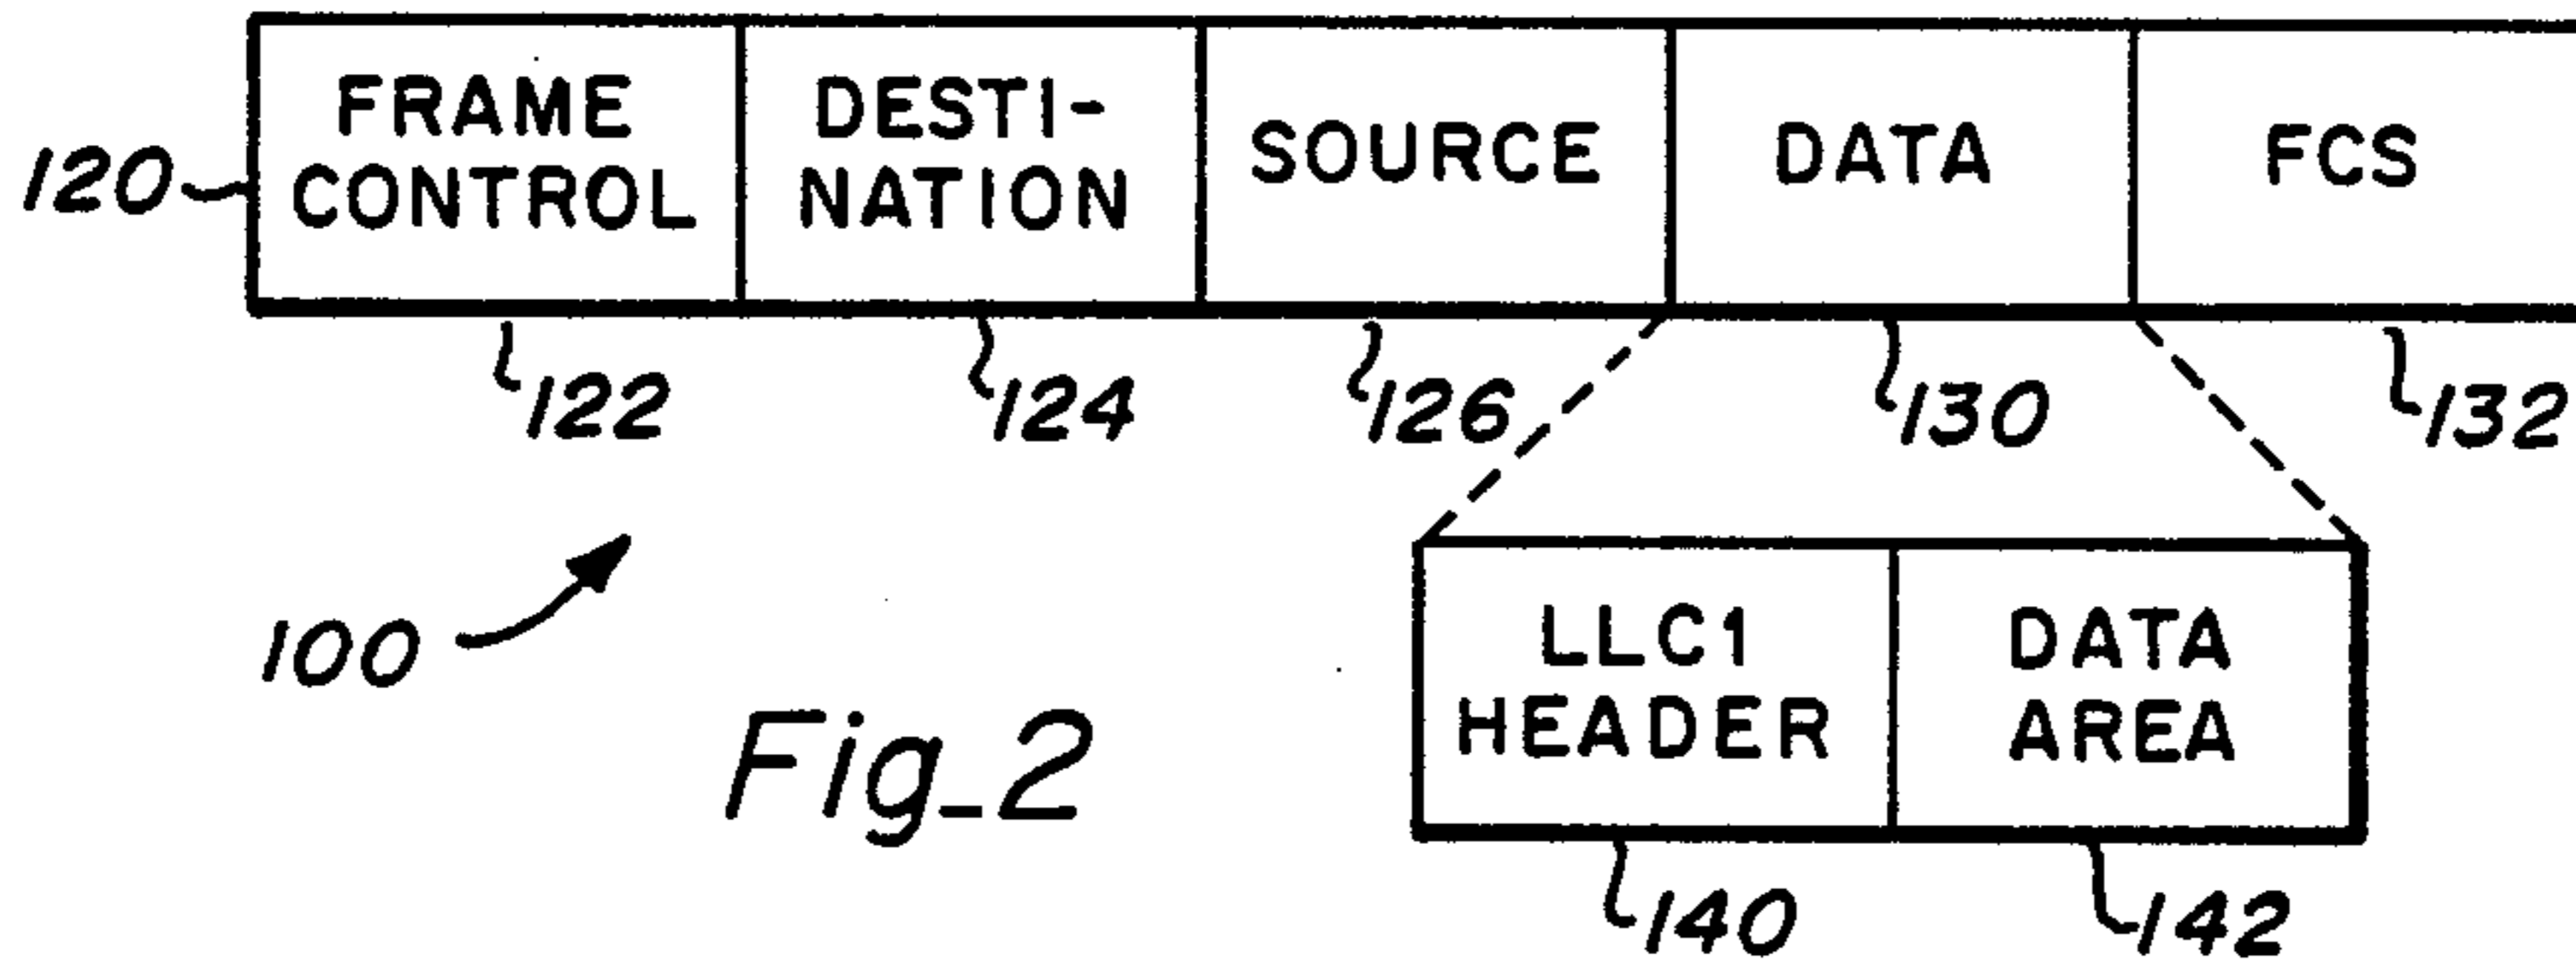 FRAME
CONTROL
DESTI-
NATION
SOURCE
DATA
FCS
120
122
124
126
130
132
LLC1
HEADER
DATA
AREA
100
Fig_2
140
142